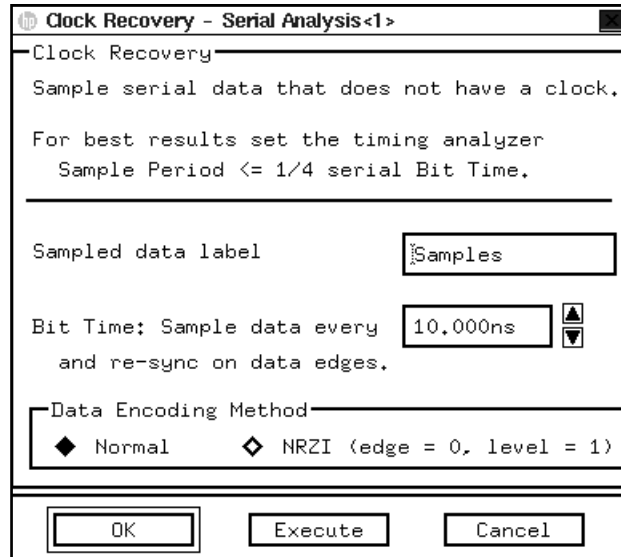 hp Clock Recovery - Serial Analysis<1>
Clock Recovery
Sample serial data that does not have a clock.
For best results set the timing analyzer
Sample Period <= 1/4 serial Bit Time.
Sampled data label
Samples
Bit Time: Sample data every
10.000ns
and re-sync on data edges.
Data Encoding Method
Normal
NRZI (edge = 0, level = 1)
OK
Execute
Cancel